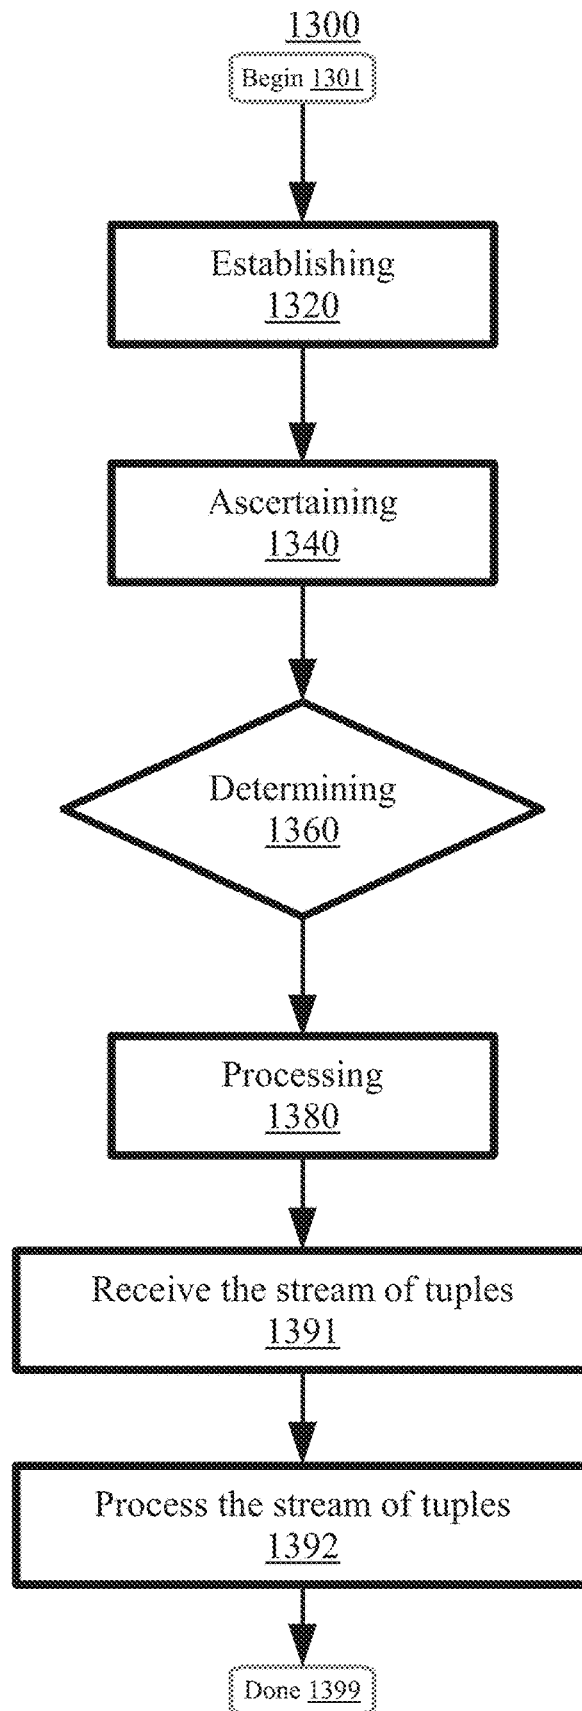 1300
Begin 1301
Establishing
1320
Ascertaining
1340
Determining
1360
Processing
1380
Receive the stream of tuples
1391
Process the stream of tuples
1392
Done 1399